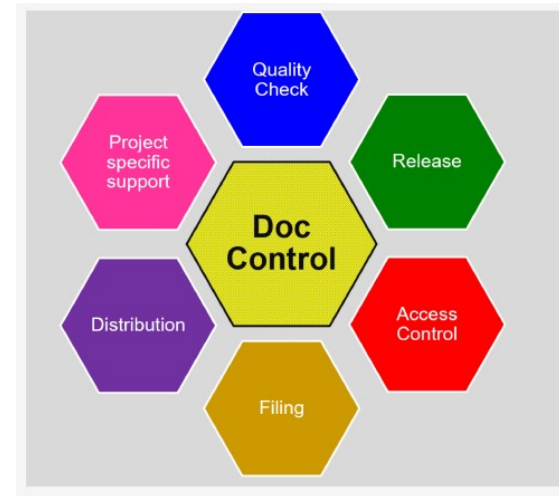 Quality
Check
Project
specific
support
Release
Doc
Control
Distribution
Access
Control
Filing